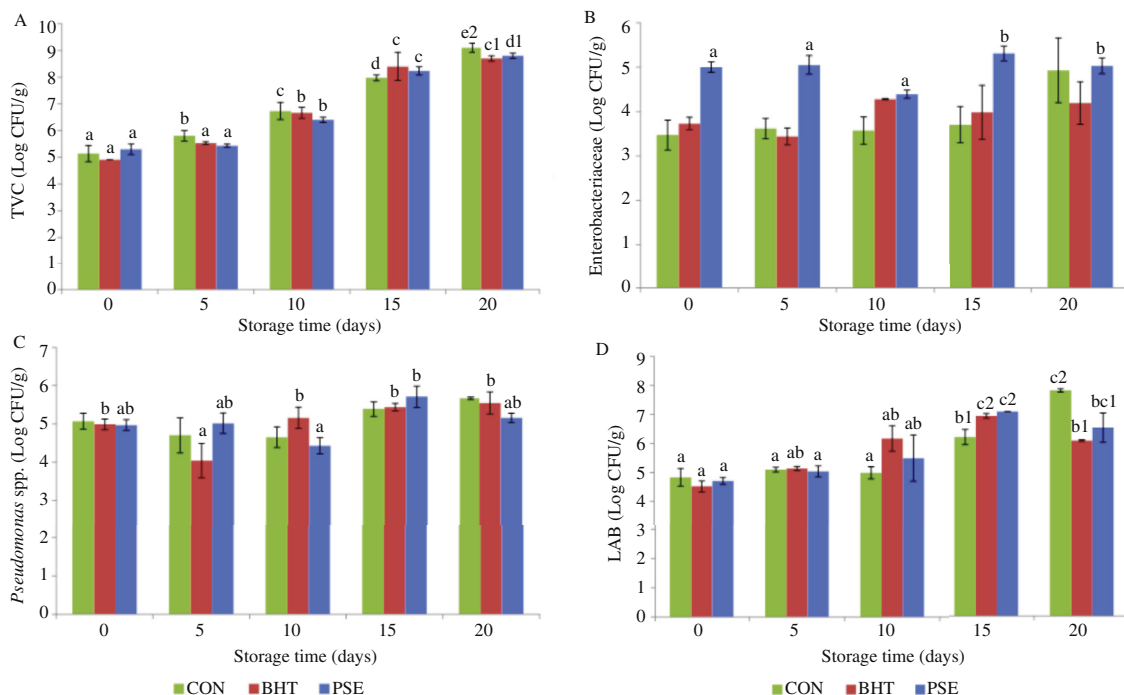 A
TVC (Log CFU/g)
10
9
8
7
6
5
4
3
2
1
0
a
a
a
b
a
a
c
b
b
d
c
c
e2
c1
d1
0 5 10 15 20
Storage time (days)
B
Enterobacteriaceae (Log CFU/g)
6
5
4
3
2
1
0
a
a
a
b
b
0 5 10 15 20
Storage time (days)
C
Pseudomonas spp. (Log CFU/g)
7
6
5
4
3
2
1
0
b ab
a
ab
b
a
b
b
b
ab
0 5 10 15 20
Storage time (days)
D
LAB (Log CFU/g)
9
8
7
6
5
4
3
2
1
0
a
a
a
a ab
a
a
ab
ab
b1
c2 c2
c2
b1
bc1
0 5 10 15 20
Storage time (days)
CON BHT PSE
CON BHT PSE